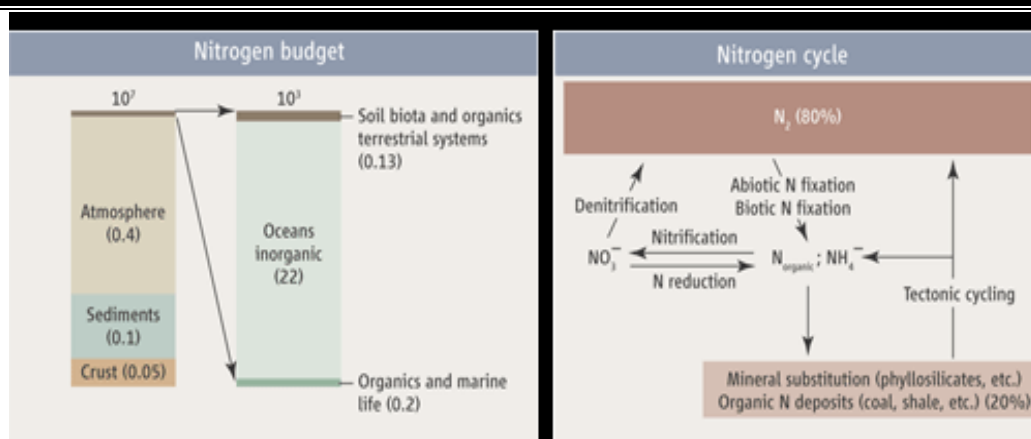 Nitrogen budget
10⁷
10³
Atmosphere
(0.4)
Sediments
(0.1)
Crust (0.05)
Oceans
inorganic
(22)
Soil biota and organics
terrestrial systems
(0.13)
Organics and marine
life (0.2)
Nitrogen cycle
N₂ (80%)
Abiotic N fixation
Biotic N fixation
Denitrification
Nitrification
NO₃⁻
N organic ; NH₄⁻
N reduction
Tectonic cycling
Mineral substitution (phyllosilicates, etc.)
Organic N deposits (coal, shale, etc.) (20%)